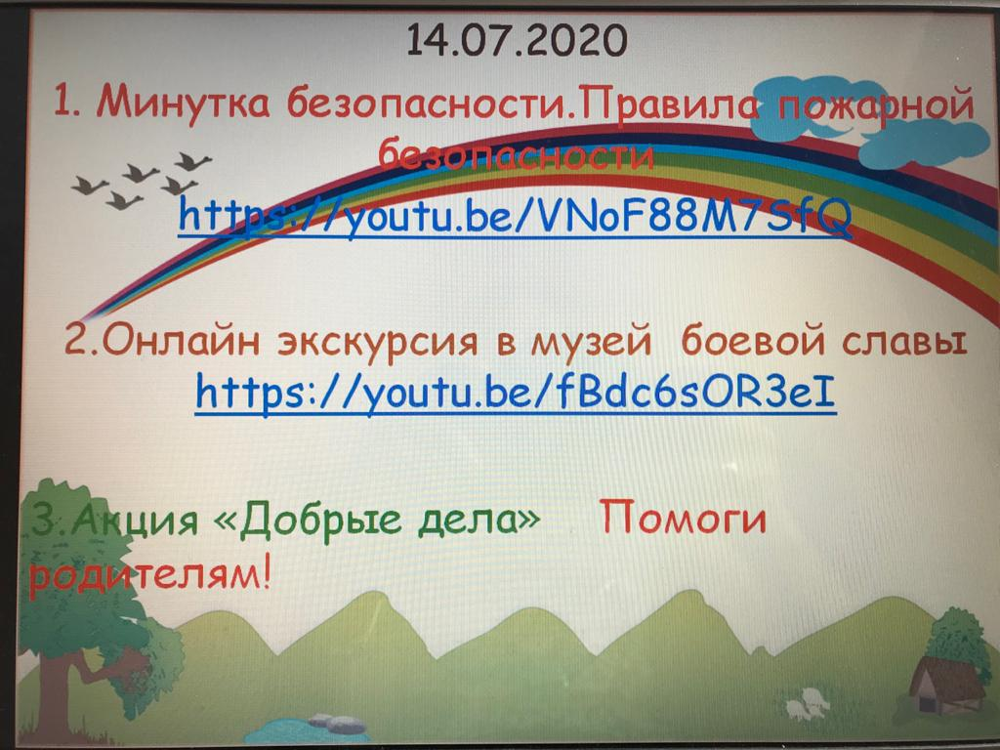 14.07.2020
1. Минутка безопасности.Правила пожарной
безопасности
https://youtu.be/VNoF88M7SfQ
2.Онлайн экскурсия в музей боевой славы
https://youtu.be/fBdc6sOR3eI
3.Акция «Добрые дела» Помоги
родителям!